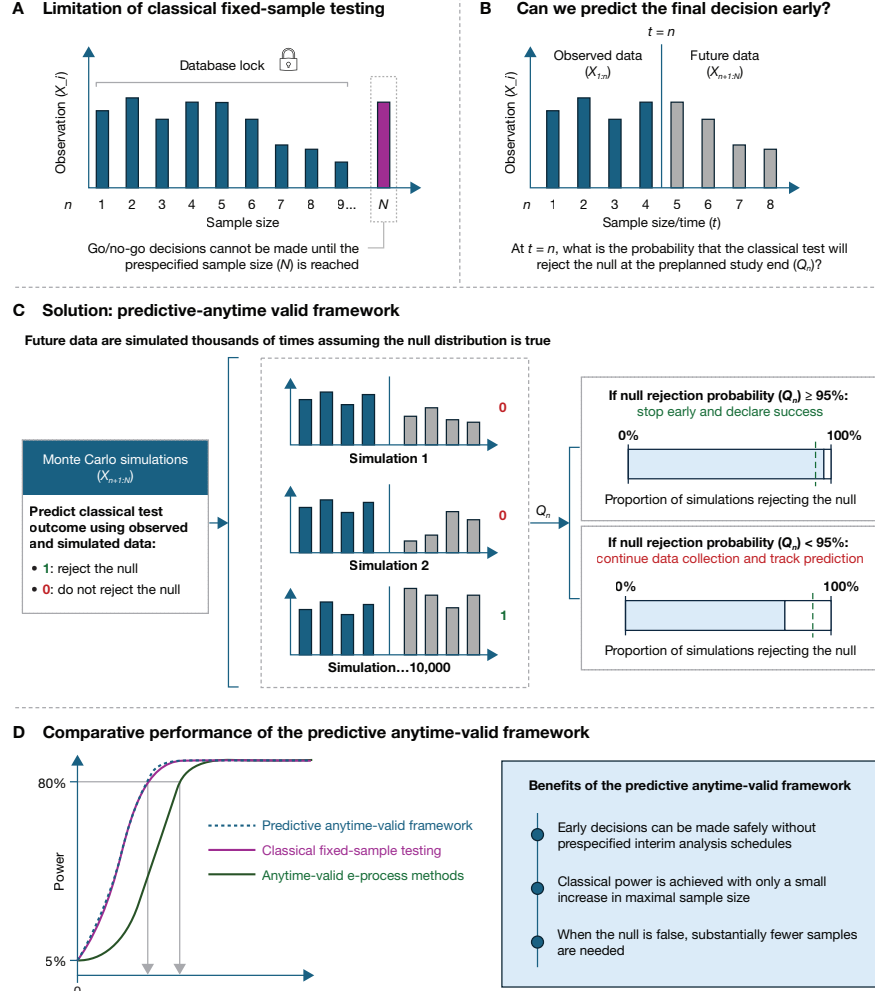 A Limitation of classical fixed-sample testing
Database lock
Observation (X_i)
n 1 2 3 4 5 6 7 8 9... N
Sample size
Go/no-go decisions cannot be made until the
prespecified sample size (N) is reached
B Can we predict the final decision early?
t = n
Observed data
(X1:n)
Future data
(Xn+1:N)
Observation (X_i)
n 1 2 3 4 5 6 7 8
Sample size/time (t)
At t = n, what is the probability that the classical test will
reject the null at the preplanned study end (Qn)?
C Solution: predictive-anytime valid framework
Future data are simulated thousands of times assuming the null distribution is true
Monte Carlo simulations
(Xn+1:N)
Predict classical test
outcome using observed
and simulated data:
• 1: reject the null
• 0: do not reject the null
0
Simulation 1
0
Simulation 2
1
Simulation...10,000
Qn
If null rejection probability (Qn) ≥ 95%:
stop early and declare success
0% 100%
Proportion of simulations rejecting the null
If null rejection probability (Qn) < 95%:
continue data collection and track prediction
0% 100%
Proportion of simulations rejecting the null
D Comparative performance of the predictive anytime-valid framework
80%
Power
5%
Predictive anytime-valid framework
Classical fixed-sample testing
Anytime-valid e-process methods
Benefits of the predictive anytime-valid framework
Early decisions can be made safely without
prespecified interim analysis schedules
Classical power is achieved with only a small
increase in maximal sample size
When the null is false, substantially fewer samples
are needed